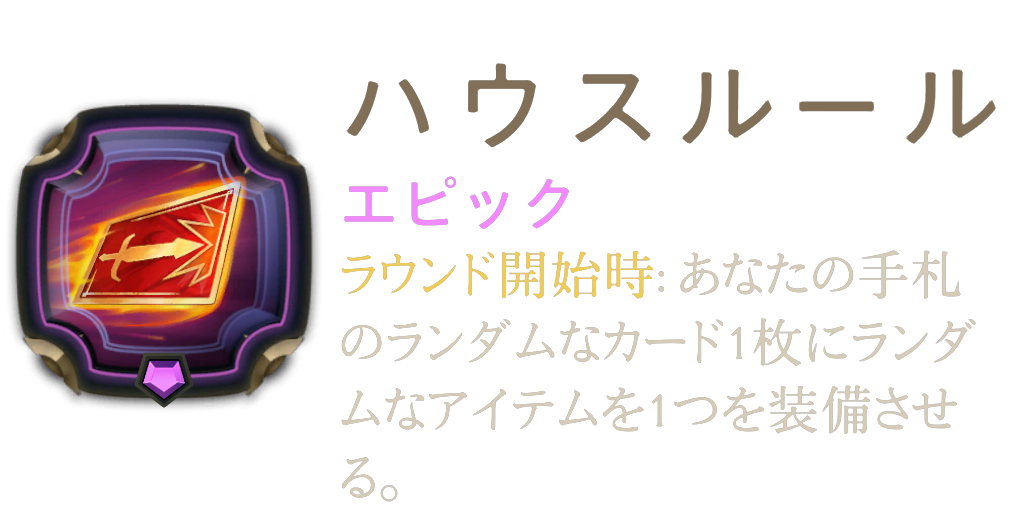 ハウスルール
エピック
ラウンド開始時: あなたの手札
のランダムなカード1枚にランダ
ムなアイテムを1つを装備させ
る。